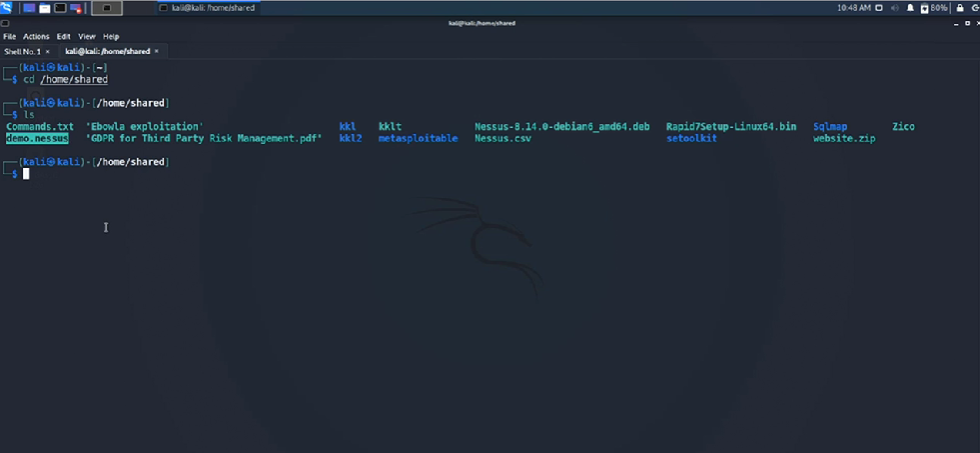 kali@kali: /home/shared
10:48 AM
80%
kali@kali:/home/shared
File Actions Edit View Help
Shell No. 1 × kali@kali: /home/shared ×
(kali㉿kali)-[~]
$ cd /home/shared
(kali㉿kali)-[/home/shared]
$ ls
Commands.txt 'Ebowla exploitation' kkl kklt Nessus-8.14.0-debian6_amd64.deb Rapid7Setup-Linux64.bin Sqlmap Zico
demo.nessus 'GDPR for Third Party Risk Management.pdf' kkl2 metasploitable Nessus.csv setoolkit website.zip
(kali㉿kali)-[/home/shared]
$